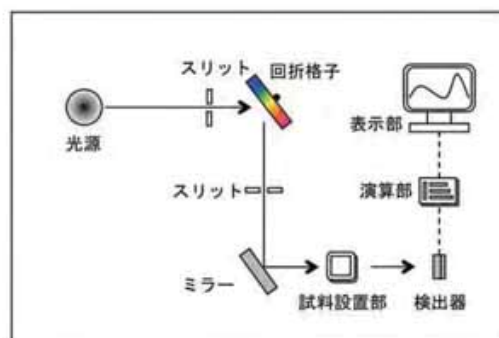 スリット
回折格子
光源
表示部
スリット
演算部
ミラー
試料設置部
検出器